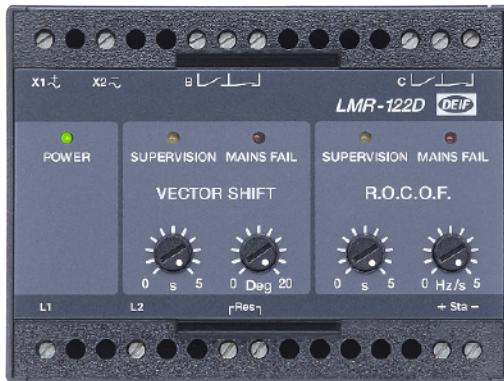 X1 X2 B C
LMR-122D DEIF
POWER SUPERVISION MAINS FAIL SUPERVISION MAINS FAIL
VECTOR SHIFT R.O.C.O.F.
0 s 5 0 Deg 20 0 s 5 0 Hz/s 5
L1 L2 Res + Sta -